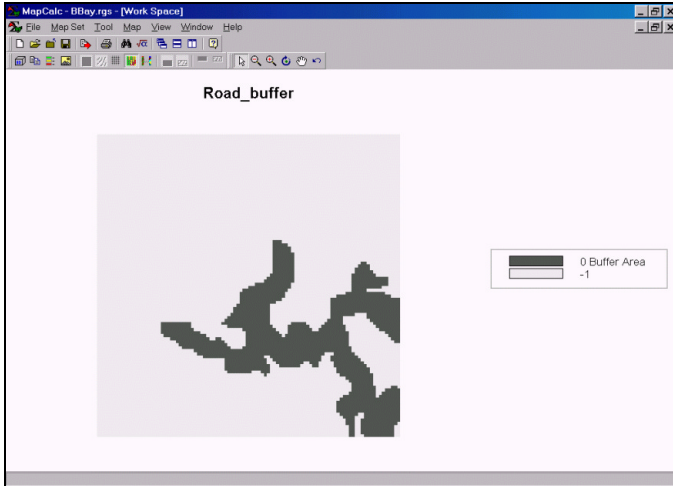 MapCalc - BBay.rgs - [Work Space]
File Map Set Tool Map View Window Help
Road_buffer
0 Buffer Area
-1